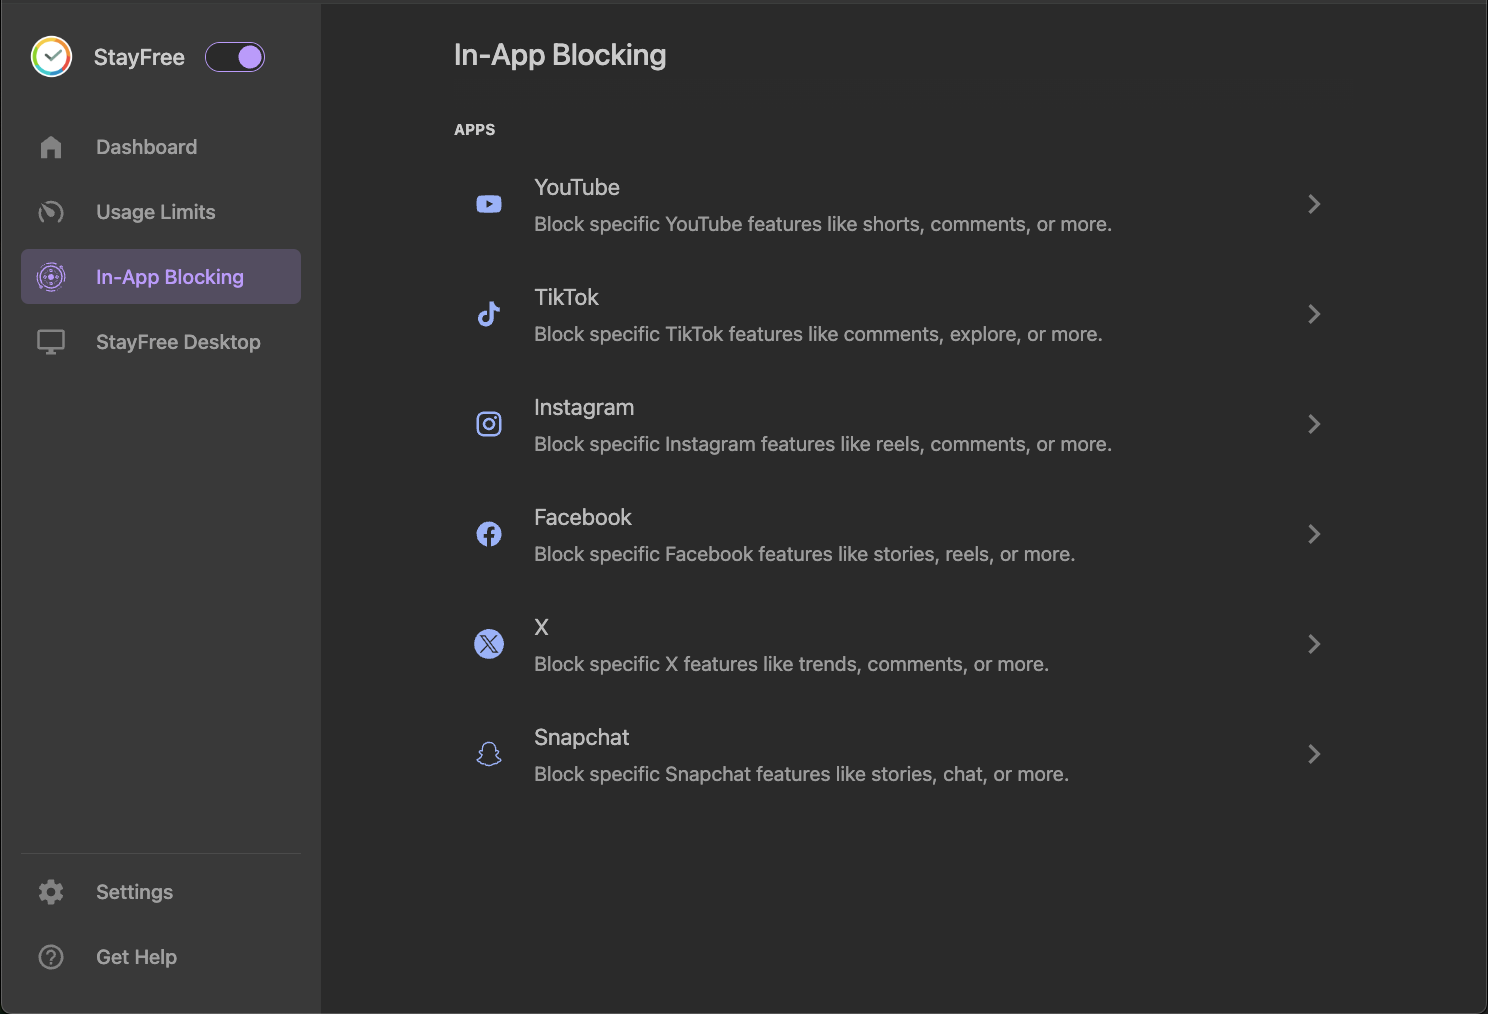 StayFree
Dashboard
Usage Limits
In-App Blocking
StayFree Desktop
Settings
Get Help
In-App Blocking
APPS
YouTube
Block specific YouTube features like shorts, comments, or more.
TikTok
Block specific TikTok features like comments, explore, or more.
Instagram
Block specific Instagram features like reels, comments, or more.
Facebook
Block specific Facebook features like stories, reels, or more.
X
Block specific X features like trends, comments, or more.
Snapchat
Block specific Snapchat features like stories, chat, or more.